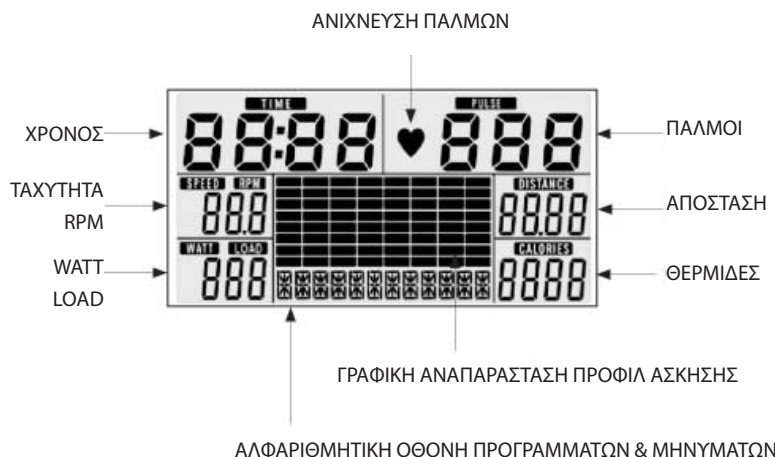 ΑΝΙΧΝΕΥΣΗ ΠΑΛΜΩΝ
TIME
PULSE
ΧΡΟΝΟΣ
88:88
888
ΠΑΛΜΟΙ
SPEED RPM
DISTANCE
ΤΑΧΥΤΗΤΑ
RPM
88.8
88.88
ΑΠΟΣΤΑΣΗ
WATT LOAD
CALORIES
WATT
LOAD
888
8888
ΘΕΡΜΙΔΕΣ
ΓΡΑΦΙΚΗ ΑΝΑΠΑΡΑΣΤΑΣΗ ΠΡΟΦΙΛ ΑΣΚΗΣΗΣ
ΑΛΦΑΡΙΘΜΗΤΙΚΗ ΟΘΟΝΗ ΠΡΟΓΡΑΜΜΑΤΩΝ & ΜΗΝΥΜΑΤΩΝ